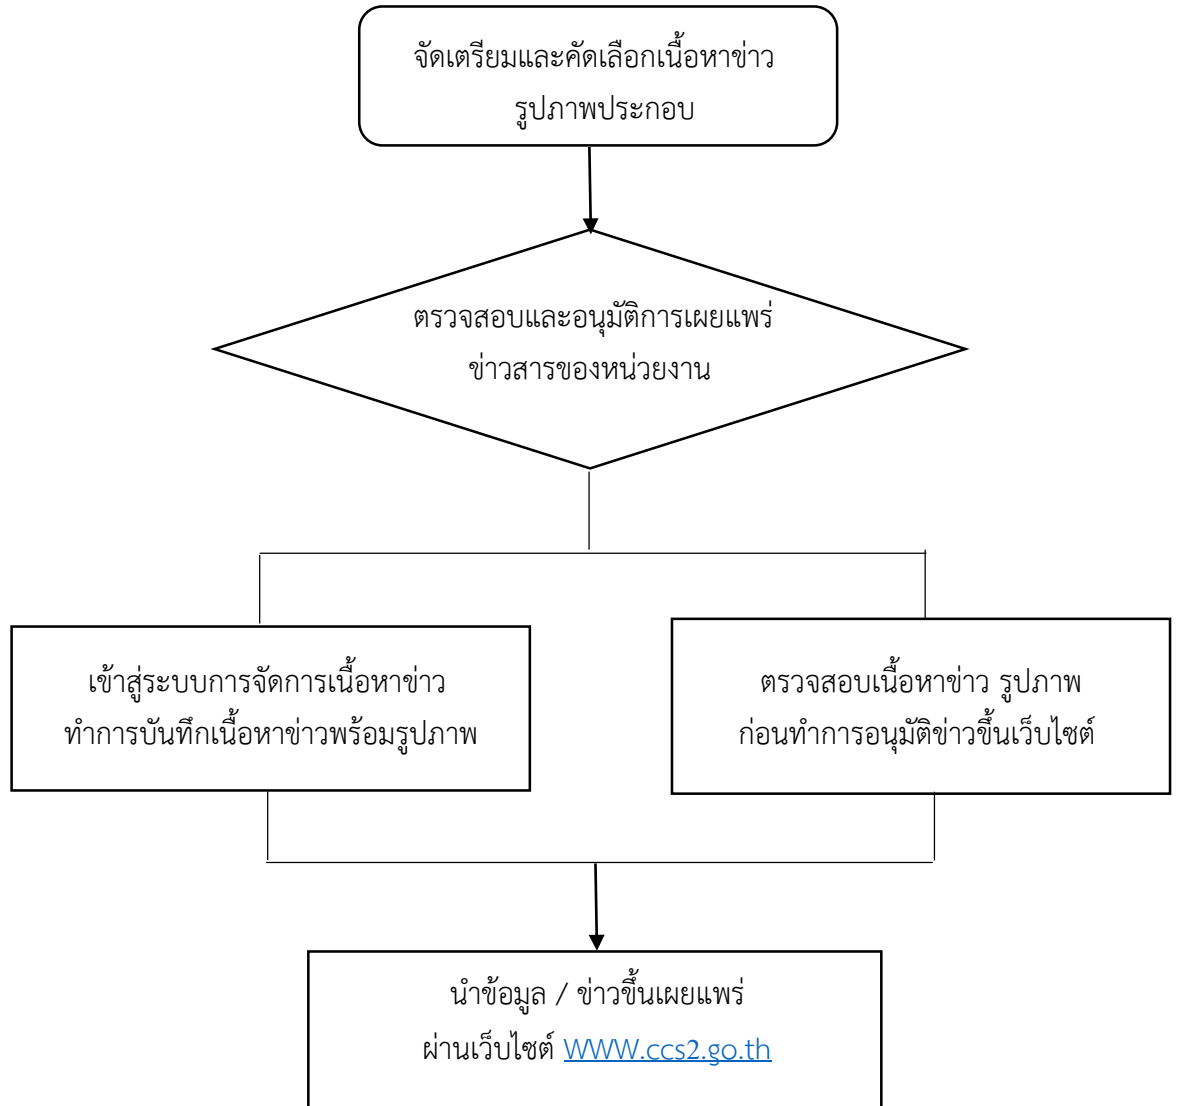 จัดเตรียมและคัดเลือกเนื้อหาข่าว
รูปภาพประกอบ
ตรวจสอบและอนุมัติการเผยแพร่
ข่าวสารของหน่วยงาน
เข้าสู่ระบบการจัดการเนื้อหาข่าว
ทำการบันทึกเนื้อหาข่าวพร้อมรูปภาพ
ตรวจสอบเนื้อหาข่าว รูปภาพ
ก่อนทำการอนุมัติข่าวขึ้นเว็บไซต์
นำข้อมูล / ข่าวขึ้นเผยแพร่
ผ่านเว็บไซต์ WWW.ccs2.go.th